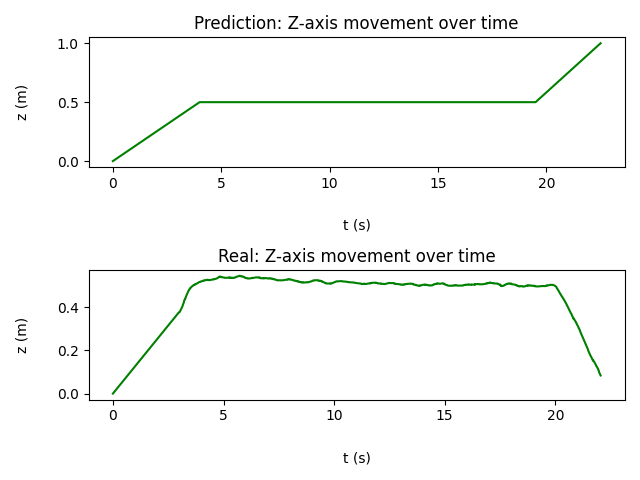 Prediction: Z-axis movement over time
1.0
0.5
0.0
z (m)
0 5 10 15 20
t (s)
Real: Z-axis movement over time
0.4
0.2
0.0
z (m)
0 5 10 15 20
t (s)